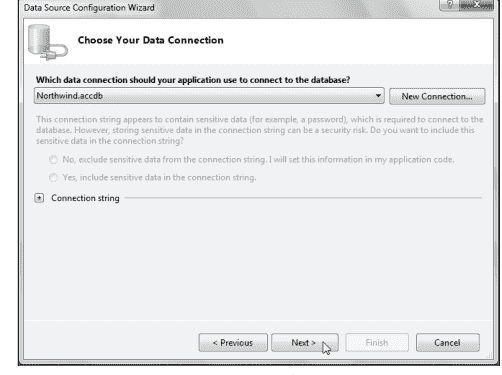 Data Source Configuration Wizard
?
Choose Your Data Connection
Which data connection should your application use to connect to the database?
Northwind.accdb
New Connection...
This connection string appears to contain sensitive data (for example, a password), which is required to connect to the
database. However, storing sensitive data in the connection string can be a security risk. Do you want to include this
sensitive data in the connection string?
No, exclude sensitive data from the connection string. I will set this information in my application code.
Yes, include sensitive data in the connection string.
+ Connection string
< Previous
Next >
Finish
Cancel